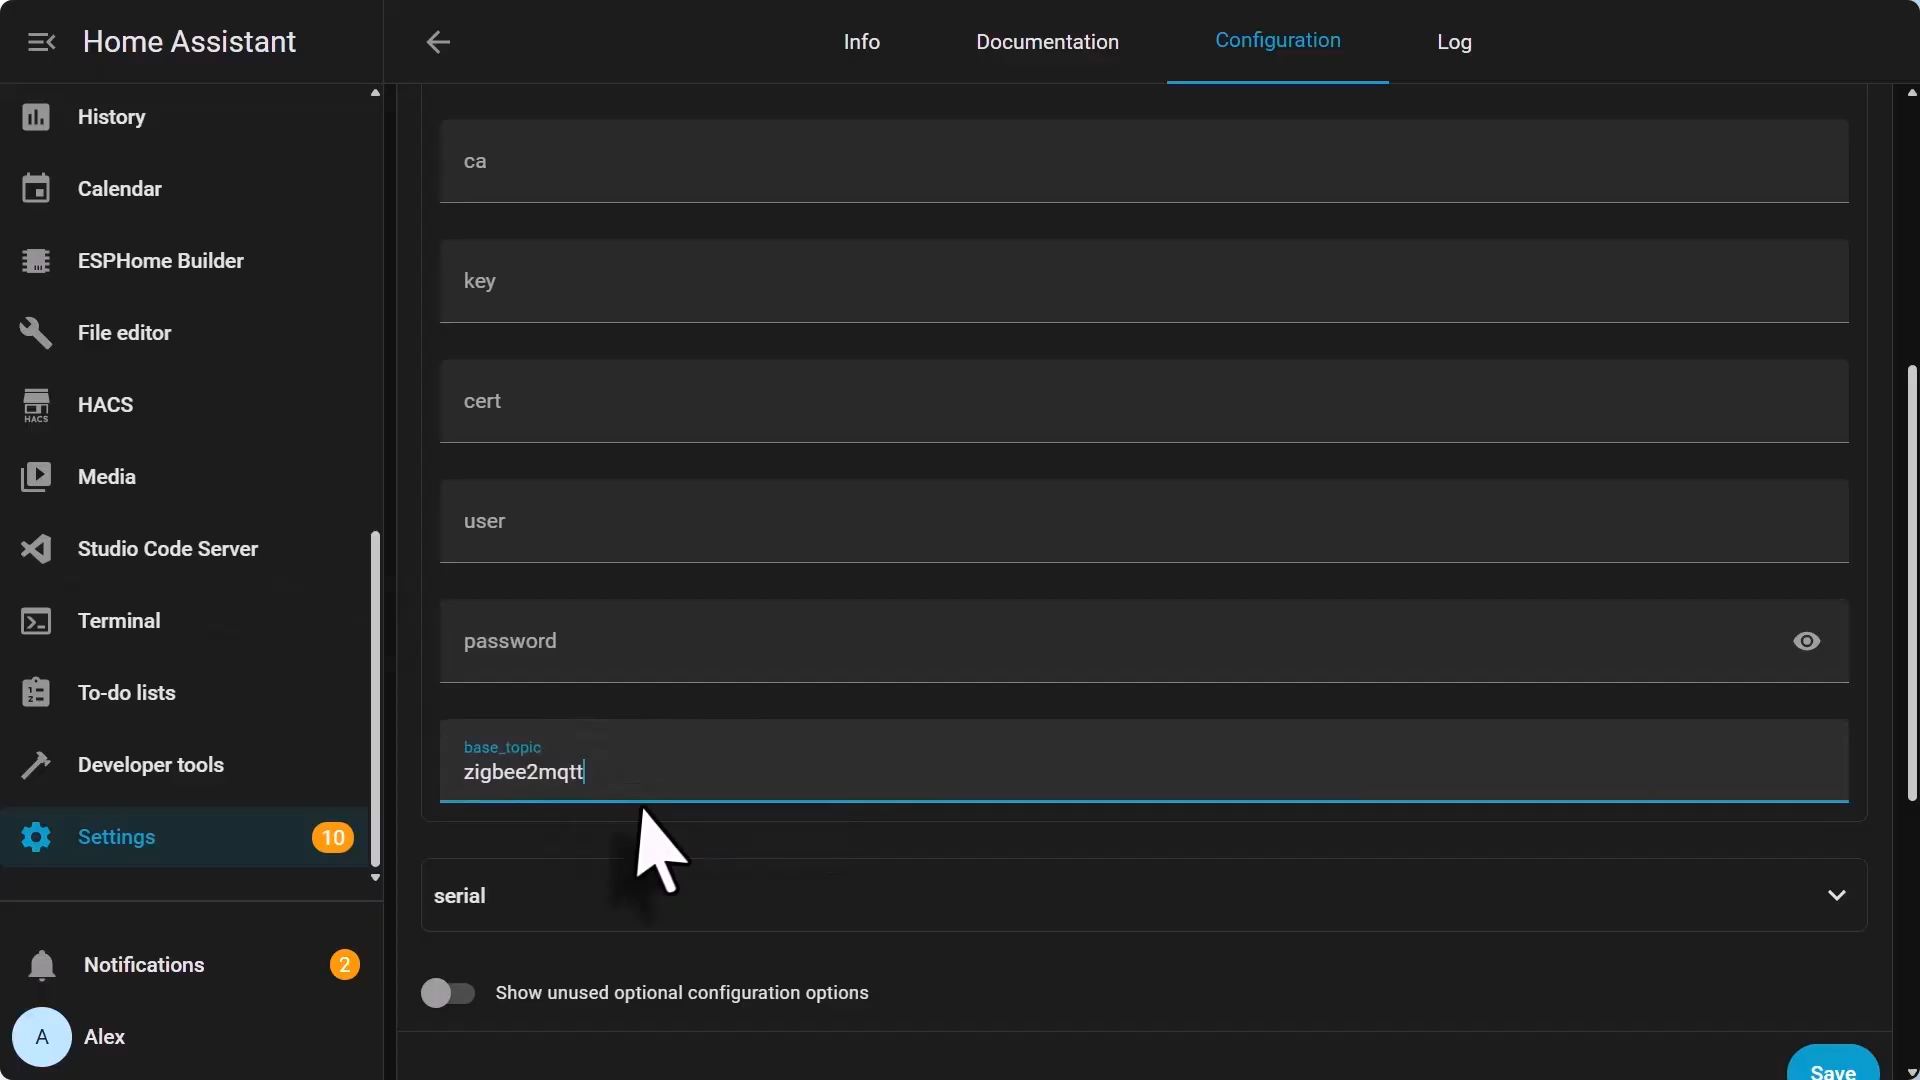 Home Assistant
Info
Documentation
Configuration
Log
History
Calendar
ESPHome Builder
File editor
HACS
HACS
Media
Studio Code Server
Terminal
To-do lists
Developer tools
Settings
10
Notifications
2
A
Alex
ca
key
cert
user
password
base_topic
zigbee2mqtt
serial
Show unused optional configuration options
Save